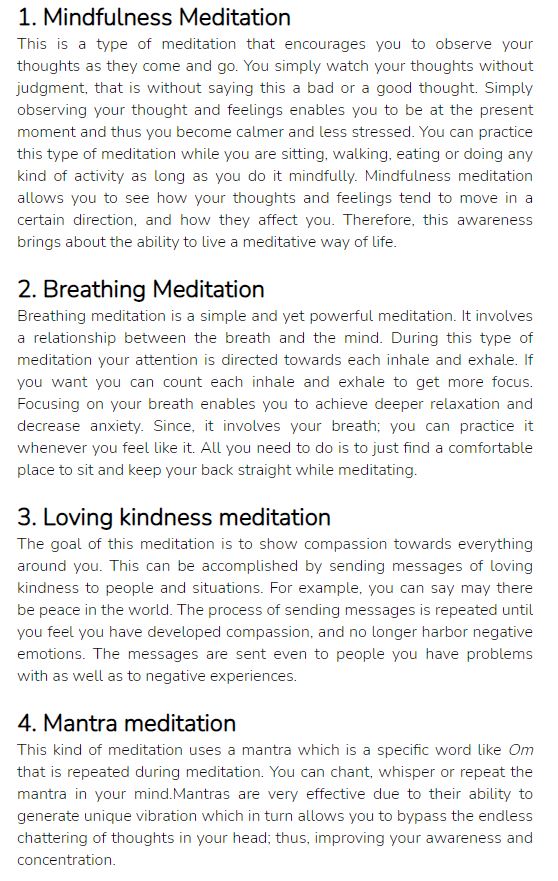 1. Mindfulness Meditation
This is a type of meditation that encourages you to observe your
thoughts as they come and go. You simply watch your thoughts without
judgment, that is without saying this a bad or a good thought. Simply
observing your thought and feelings enables you to be at the present
moment and thus you become calmer and less stressed. You can practice
this type of meditation while you are sitting, walking, eating or doing any
kind of activity as long as you do it mindfully. Mindfulness meditation
allows you to see how your thoughts and feelings tend to move in a
certain direction, and how they affect you. Therefore, this awareness
brings about the ability to live a meditative way of life.
2. Breathing Meditation
Breathing meditation is a simple and yet powerful meditation. It involves
a relationship between the breath and the mind. During this type of
meditation your attention is directed towards each inhale and exhale. If
you want you can count each inhale and exhale to get more focus.
Focusing on your breath enables you to achieve deeper relaxation and
decrease anxiety. Since, it involves your breath; you can practice it
whenever you feel like it. All you need to do is to just find a comfortable
place to sit and keep your back straight while meditating.
3. Loving kindness meditation
The goal of this meditation is to show compassion towards everything
around you. This can be accomplished by sending messages of loving
kindness to people and situations. For example, you can say may there
be peace in the world. The process of sending messages is repeated until
you feel you have developed compassion, and no longer harbor negative
emotions. The messages are sent even to people you have problems
with as well as to negative experiences.
4. Mantra meditation
This kind of meditation uses a mantra which is a specific word like Om
that is repeated during meditation. You can chant, whisper or repeat the
mantra in your mind.Mantras are very effective due to their ability to
generate unique vibration which in turn allows you to bypass the endless
chattering of thoughts in your head; thus, improving your awareness and
concentration.